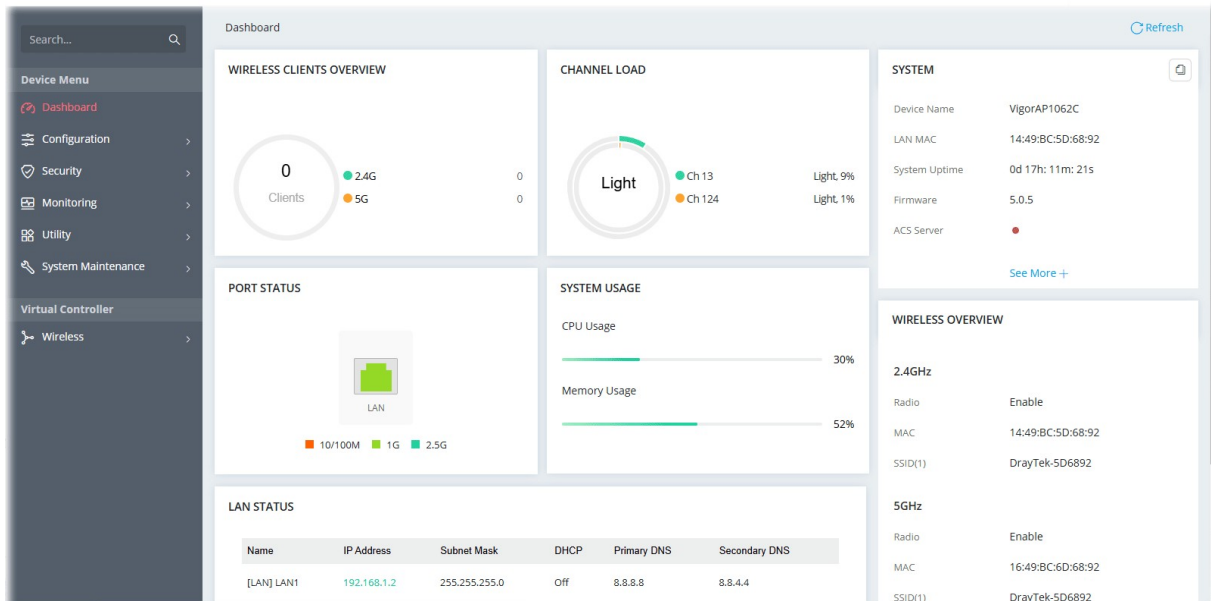 Search...
Device Menu
Dashboard
Configuration
Security
Monitoring
Utility
System Maintenance
Virtual Controller
Wireless
Dashboard
Refresh
WIRELESS CLIENTS OVERVIEW
0
Clients
2.4G 0
5G 0
CHANNEL LOAD
Light
Ch 13 Light, 9%
Ch 124 Light, 1%
SYSTEM
Device Name VigorAP1062C
LAN MAC 14:49:BC:5D:68:92
System Uptime 0d 17h: 11m: 21s
Firmware 5.0.5
ACS Server
See More +
PORT STATUS
LAN
10/100M 1G 2.5G
SYSTEM USAGE
CPU Usage
30%
Memory Usage
52%
WIRELESS OVERVIEW
2.4GHz
Radio Enable
MAC 14:49:BC:5D:68:92
SSID(1) DrayTek-5D6892
5GHz
Radio Enable
MAC 16:49:BC:6D:68:92
SSID(1) DrayTek-5D6892
LAN STATUS
Name IP Address Subnet Mask DHCP Primary DNS Secondary DNS
[LAN] LAN1 192.168.1.2 255.255.255.0 Off 8.8.8.8 8.8.4.4